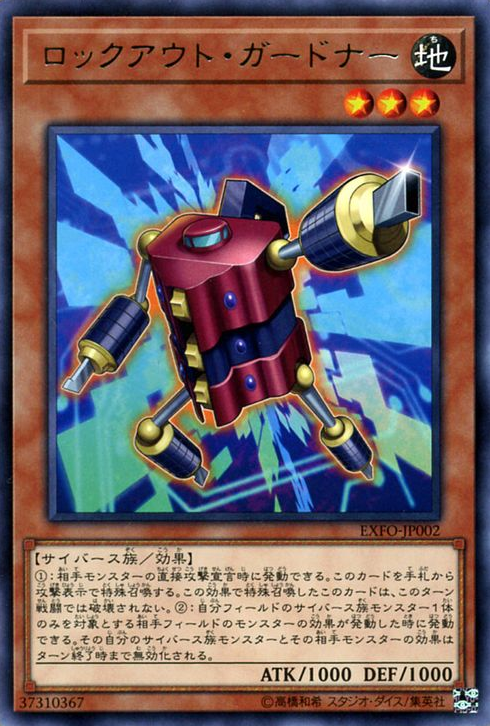 ロックアウト・ガードナー
地
EXFO-JP002
【サイバース族／効果】
①：相手モンスターの直接攻撃宣言時に発動できる。このカードを手札から
攻撃表示で特殊召喚する。この効果で特殊召喚したこのカードは、このターン
戦闘では破壊されない。②：自分フィールドのサイバース族モンスター１体
のみを対象とする相手フィールドのモンスターの効果が発動した時に発動
できる。その自分のサイバース族モンスターとその相手モンスターの効果は
ターン終了時まで無効化される。
ATK/1000 DEF/1000
37310367
©高橋和希 スタジオ・ダイス/集英社